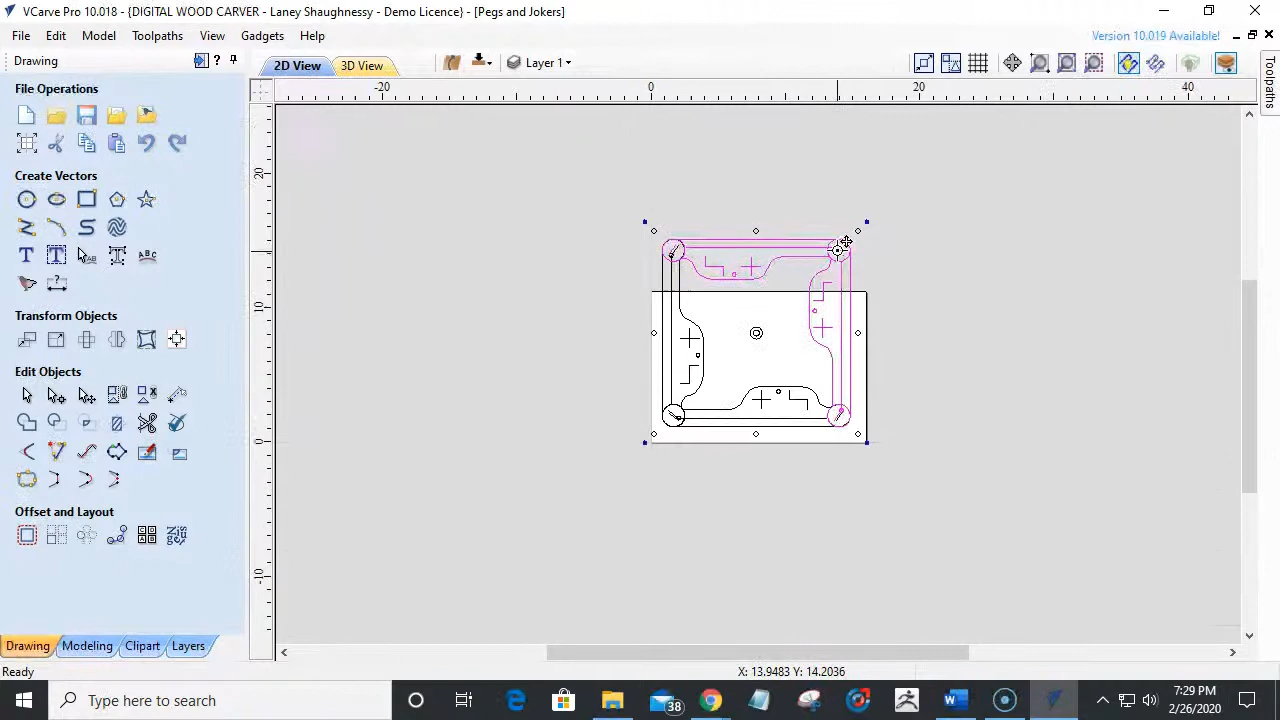 VCarve Pro 10.018 - {DIGITAL WOOD CARVER - Laney Shaughnessy - Demo Licence} - [Pegs and Jokers]
File Edit Model Toolpaths View Gadgets Help
Version 10.019 Available!
Drawing
2D View
3D View
Layer 1
Toolpaths
File Operations
-20 0 20 40
20
10
0
-10
Create Vectors
Transform Objects
Edit Objects
Offset and Layout
Drawing Modeling Clipart Layers
Ready
X: 13.9483 Y: 14.2036
Type here to search
38
7:29 PM
2/26/2020